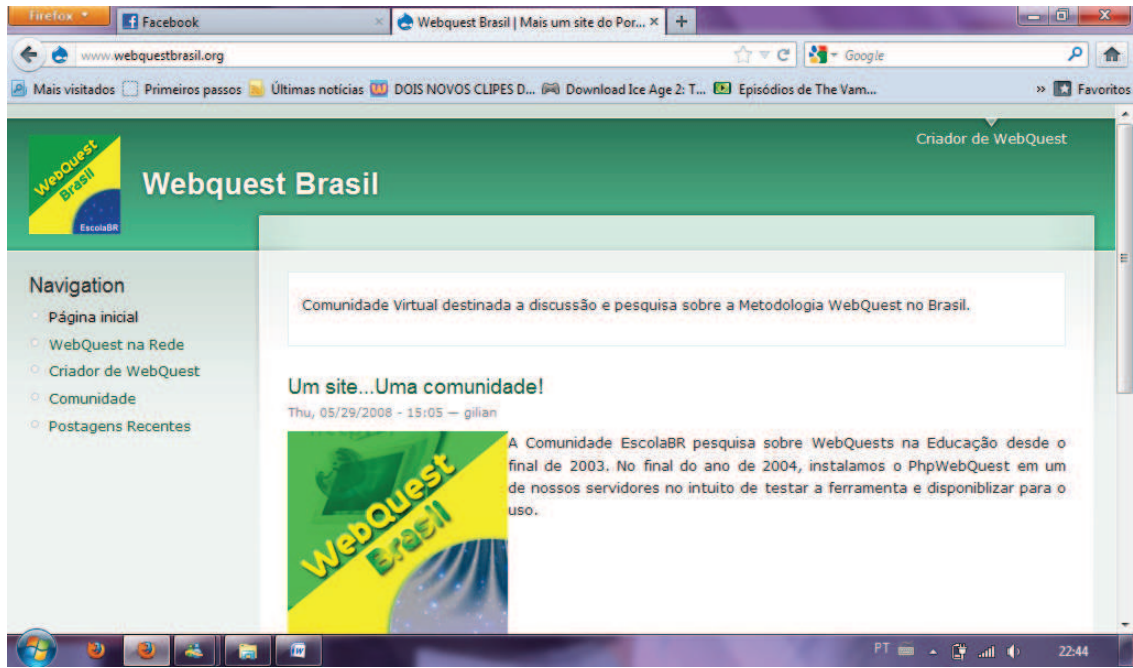 Firefox
Facebook
Webquest Brasil | Mais um site do Por...
www.webquestbrasil.org
Google
Mais visitados
Primeiros passos
Últimas notícias
DOIS NOVOS CLIPES D...
Download Ice Age 2: T...
Episódios de The Vam...
»
Favoritos
Criador de WebQuest
WebQuest
Brasil
EscolaBR
Webquest Brasil
Navigation
Página inicial
WebQuest na Rede
Criador de WebQuest
Comunidade
Postagens Recentes
Comunidade Virtual destinada a discussão e pesquisa sobre a Metodologia WebQuest no Brasil.
Um site...Uma comunidade!
Thu, 05/29/2008 - 15:05 — gilian
WebQuest
Brasil
A Comunidade EscolaBR pesquisa sobre WebQuests na Educação desde o
final de 2003. No final do ano de 2004, instalamos o PhpWebQuest em um
de nossos servidores no intuito de testar a ferramenta e disponiblizar para o
uso.
PT
22:44